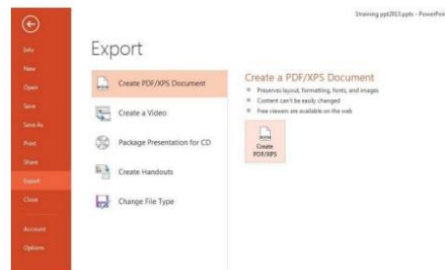 Straining ppt2013.pptx - PowerPoin
Info
New
Open
Save
Save As
Print
Share
Export
Close
Account
Options
Export
Create PDF/XPS Document
Create a Video
Package Presentation for CD
Create Handouts
Change File Type
Create a PDF/XPS Document
Preserves layout, formatting, fonts, and images
Content can't be easily changed
Free viewers are available on the web
Create
PDF/XPS